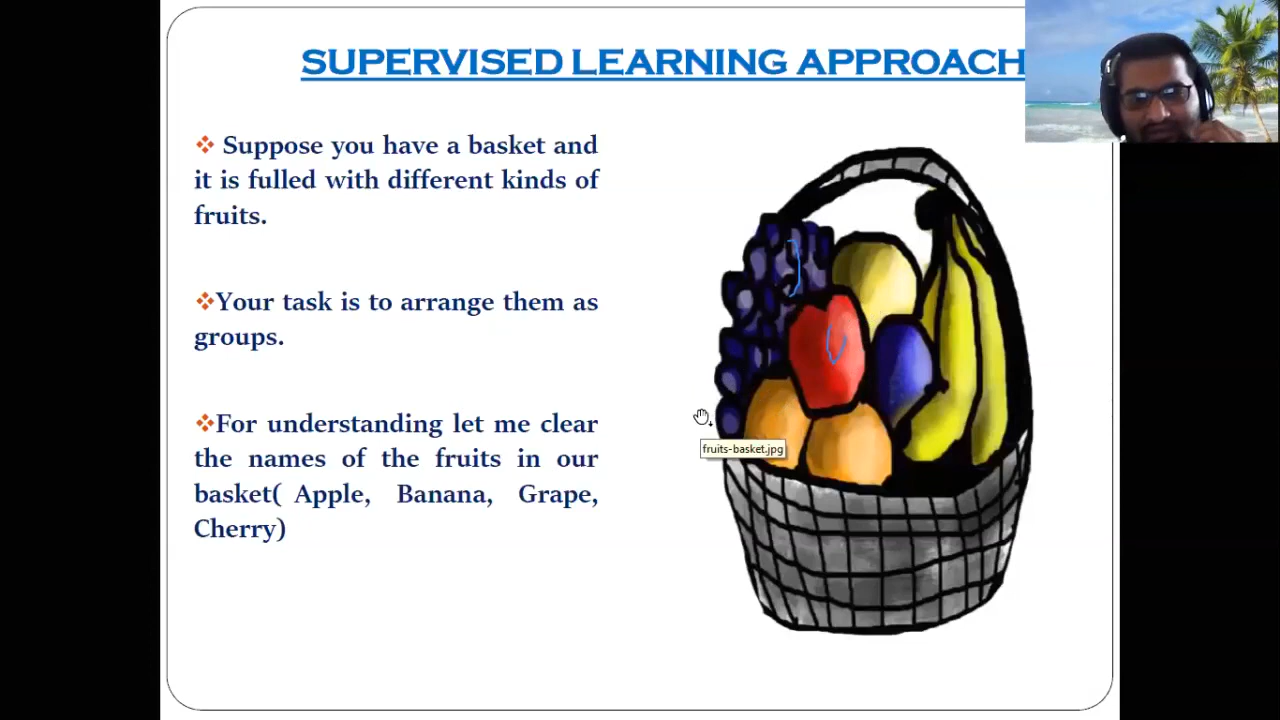 SUPERVISED LEARNING APPROACH
❖ Suppose you have a basket and
it is fulled with different kinds of
fruits.
❖Your task is to arrange them as
groups.
❖For understanding let me clear
the names of the fruits in our
basket( Apple, Banana, Grape,
Cherry)
fruits-basket.jpg